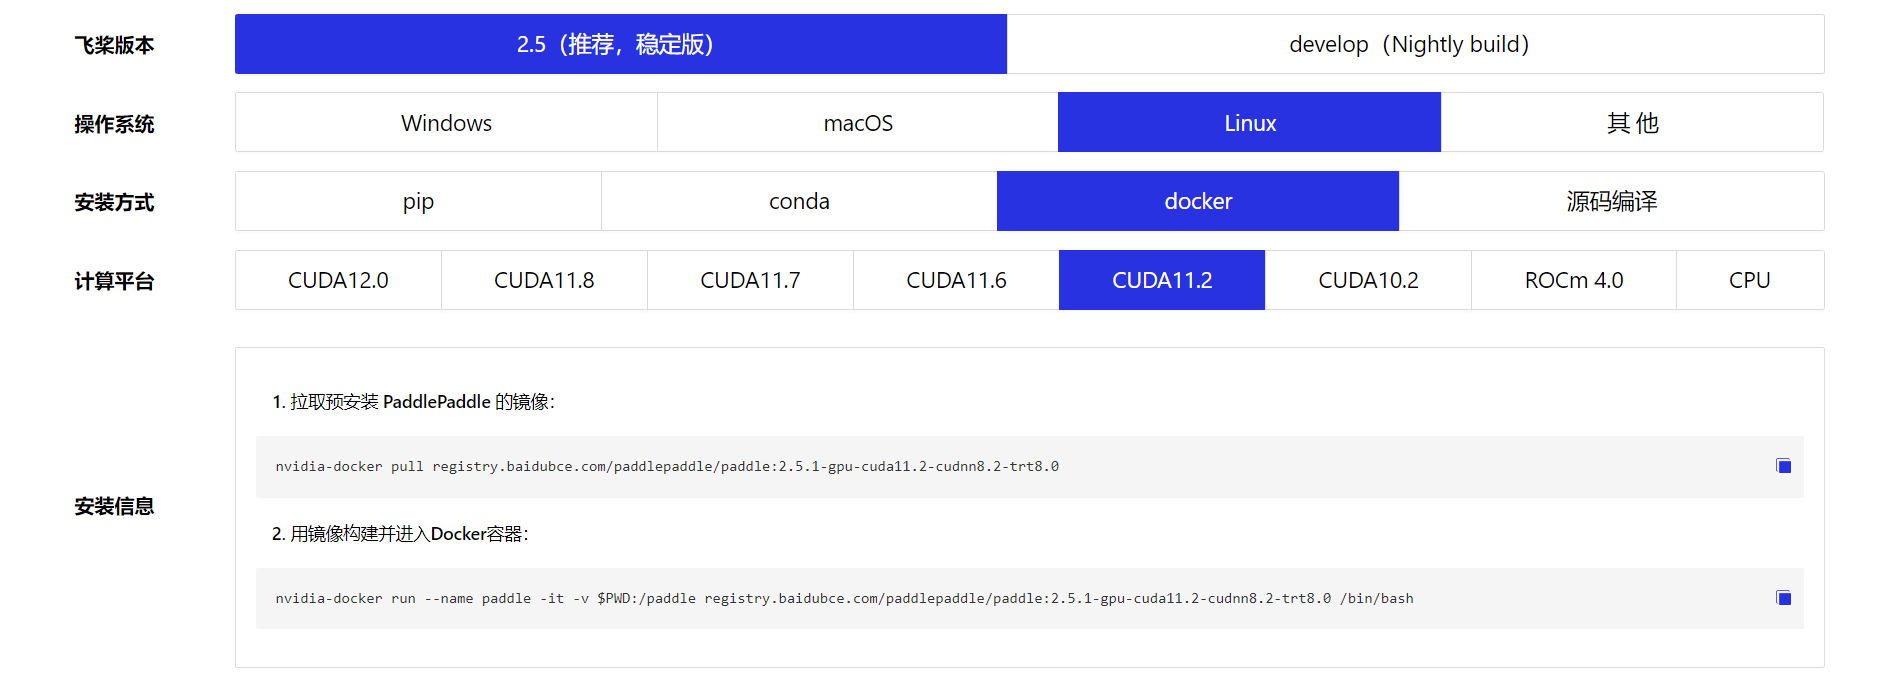 飞桨版本 2.5（推荐，稳定版） develop（Nightly build）
操作系统 Windows macOS Linux 其 他
安装方式 pip conda docker 源码编译
计算平台 CUDA12.0 CUDA11.8 CUDA11.7 CUDA11.6 CUDA11.2 CUDA10.2 ROCm 4.0 CPU
1. 拉取预安装 PaddlePaddle 的镜像：
nvidia-docker pull registry.baidubce.com/paddlepaddle/paddle:2.5.1-gpu-cuda11.2-cudnn8.2-trt8.0
安装信息
2. 用镜像构建并进入Docker容器：
nvidia-docker run --name paddle -it -v $PWD:/paddle registry.baidubce.com/paddlepaddle/paddle:2.5.1-gpu-cuda11.2-cudnn8.2-trt8.0 /bin/bash